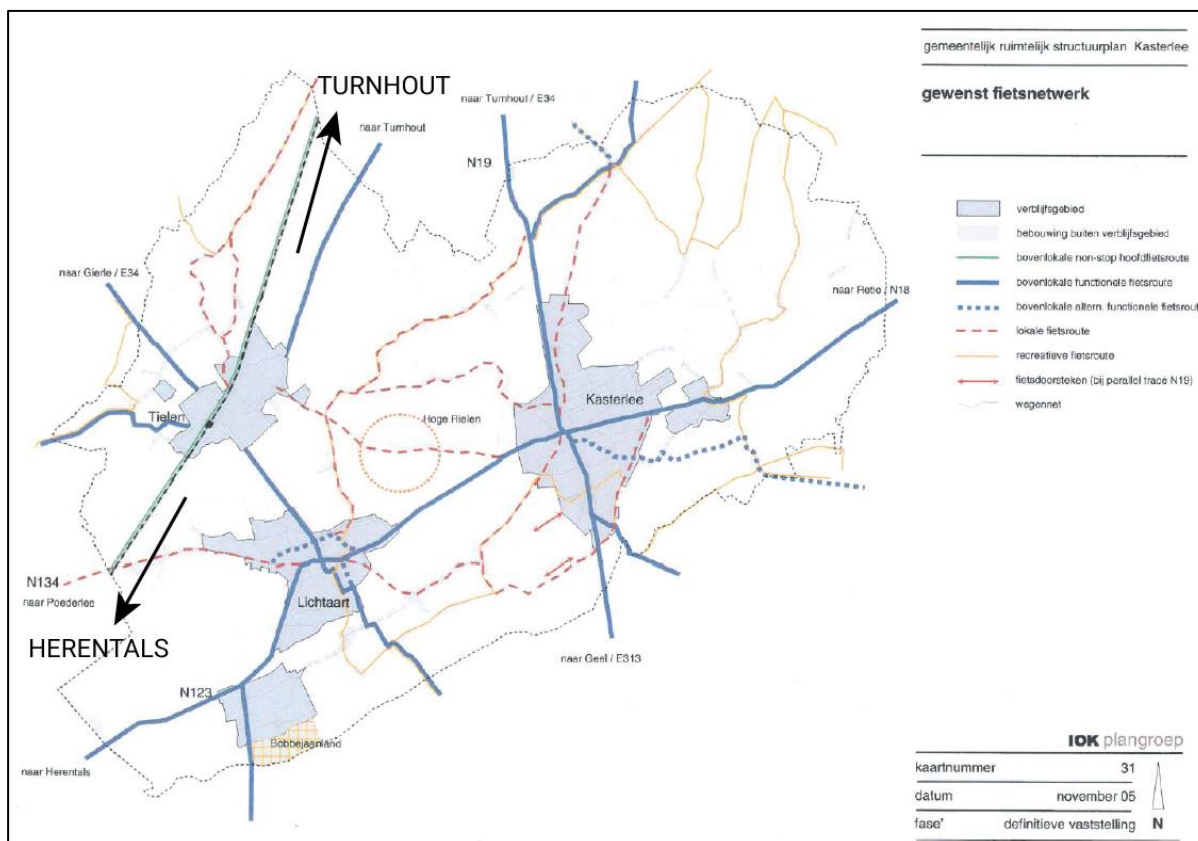 gemeentelijk ruimtelijk structuurplan Kasterlee
gewenst fietsnetwerk
TURNHOUT
naar Turnhout / E34
naar Turnhout
N19
naar Gierle / E34
naar Retie / N18
Kasterlee
Tielen
Hoge Rielen
N134
naar Poederlee
Lichtaart
HERENTALS
naar Geel / E313
N123
Bobbejaanland
naar Herentals
verblijfsgebied
bebouwing buiten verblijfsgebied
bovenlokale non-stop hoofdfietsroute
bovenlokale functionele fietsroute
bovenlokale altern. functionele fietsrout
lokale fietsroute
recreatieve fietsroute
fietsdoorsteken (bij parallel tracé N19)
wegennet
IOK plangroep
kaartnummer 31
datum november 05
fase' definitieve vaststelling N